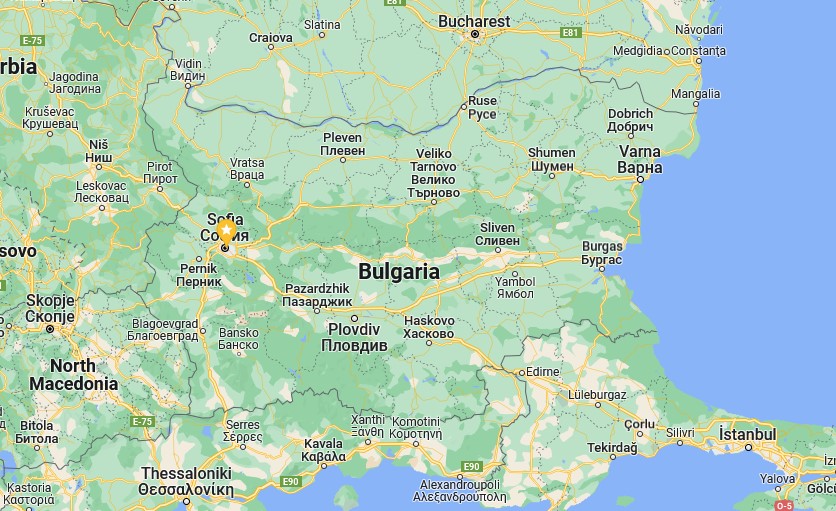 E81
Slatina
Bucharest
Craiova
E81
Năvodari
E-75
Medgidia
Constanța
rbia
Vidin
Видин
Jagodina
Јагодина
Mangalia
Ruse
Русе
Kruševac
Крушевац
Dobrich
Добрич
Pleven
Плевен
Niš
Ниш
Varna
Варна
Veliko
Tarnovo
Велико
Търново
Shumen
Шумен
Pirot
Пирот
Vratsa
Враца
Leskovac
Лесковац
Sofia
София
Sliven
Сливен
sovo
Burgas
Бургас
Pernik
Перник
Bulgaria
Yambol
Ямбол
Pazardzhik
Пазарджик
E-75
Skopje
Скопје
Blagoevgrad
Благоевград
Bansko
Банско
Plovdiv
Пловдив
Haskovo
Хасково
North
Macedonia
Edirne
Lüleburgaz
Bitola
Битола
E-75
Serres
Σέρρες
Xanthi
Ξάνθη
Komotini
Κομοτηνή
Çorlu
Silivri
İstanbul
Kavala
Καβάλα
Tekirdağ
Thessaloniki
Θεσσαλονίκη
E90
E90
Alexandroupoli
Αλεξανδρούπολη
Kastoria
Καστοριά
Yalova
İz
Gölc
O-5